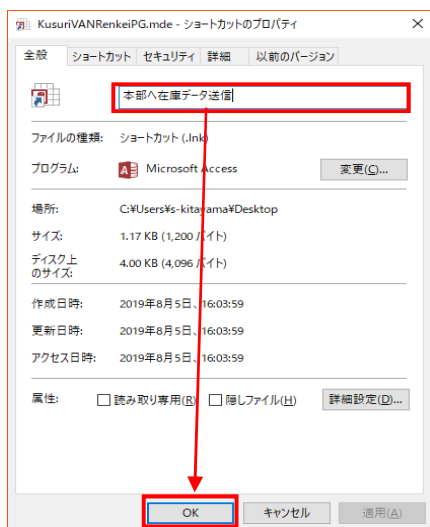 KusuriVANRenkeiPG.mde - ショートカットのプロパティ
全般 ショートカット セキュリティ 詳細 以前のバージョン
本部へ在庫データ送信
ファイルの種類: ショートカット (.lnk)
プログラム: Microsoft Access 変更(C)...
場所: C:¥Users¥s-kitayama¥Desktop
サイズ: 1.17 KB (1,200 バイト)
ディスク上
のサイズ: 4.00 KB (4,096 バイト)
作成日時: 2019年8月5日、16:03:59
更新日時: 2019年8月5日、16:03:59
アクセス日時: 2019年8月5日、16:03:59
属性: 読み取り専用(R) 隠しファイル(H) 詳細設定(D)...
OK キャンセル 適用(A)